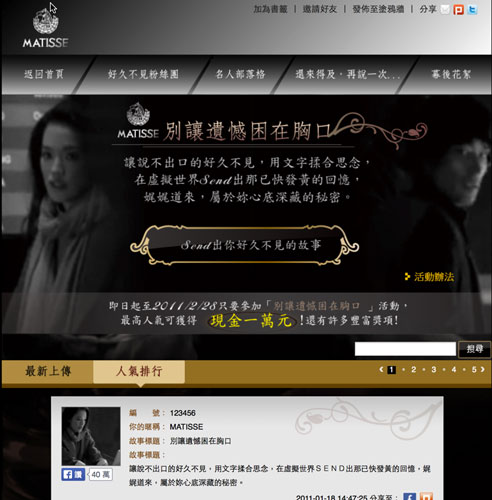 加為書籤 | 邀請好友 | 發佈至塗鴉牆 | 分享
MATISSE
返回首頁
好久不見粉絲團
名人部落格
還來得及，再說一次...
幕後花絮
MATISSE 別讓遺憾困在胸口
讓說不出口的好久不見，用文字揉合思念，
在虛擬世界Send出那已快發黃的回憶，
娓娓道來，屬於妳心底深藏的秘密。
Send出你好久不見的故事
活動辦法
即日起至2011/2/28只要參加「別讓遺憾困在胸口 」活動，
最高人氣可獲得 現金一萬元 !還有許多豐富獎項!
搜尋
最新上傳
人氣排行
1 2 3 4 5
編 號： 123456
你的暱稱： MATISSE
故事標題： 別讓遺憾困在胸口
故事標題：
讓說不出口的好久不見，用文字揉合思念，在虛擬世界ＳＥＮＤ出那已快發黃的回憶，娓
娓道來，屬於妳心底深藏的秘密。
讚 40 萬
2011-01-18 14:47:25 分享至：